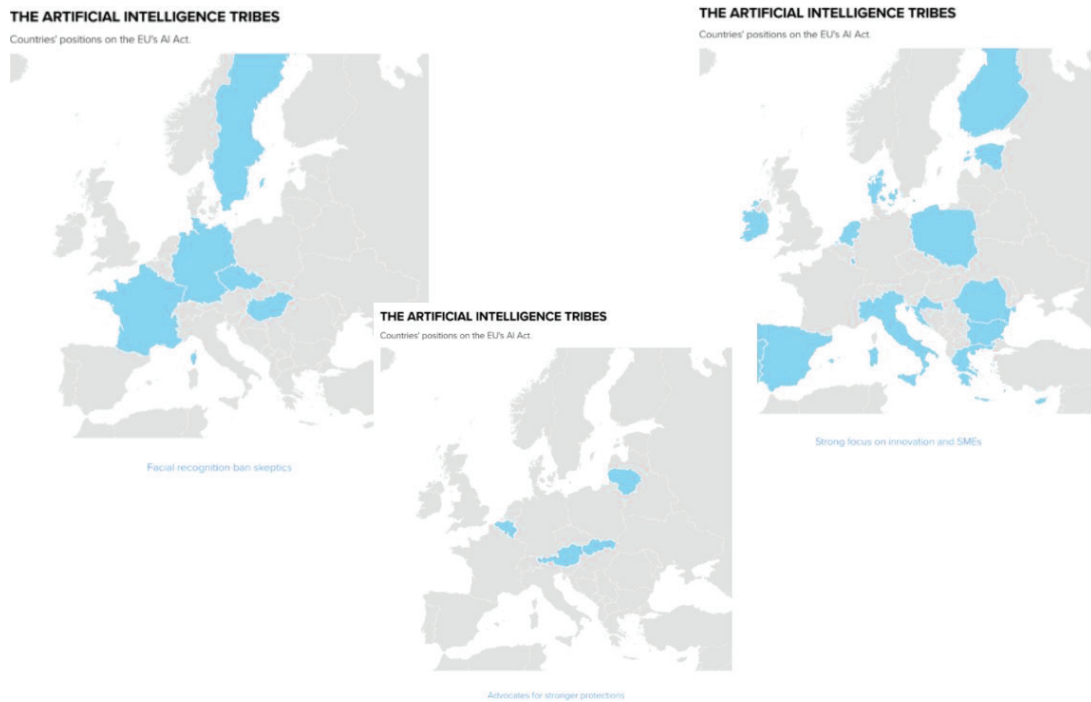 THE ARTIFICIAL INTELLIGENCE TRIBES
Countries' positions on the EU's AI Act.
Facial recognition ban skeptics
THE ARTIFICIAL INTELLIGENCE TRIBES
Countries' positions on the EU's AI Act.
Advocates for stronger protections
THE ARTIFICIAL INTELLIGENCE TRIBES
Countries' positions on the EU's AI Act.
Strong focus on innovation and SMEs